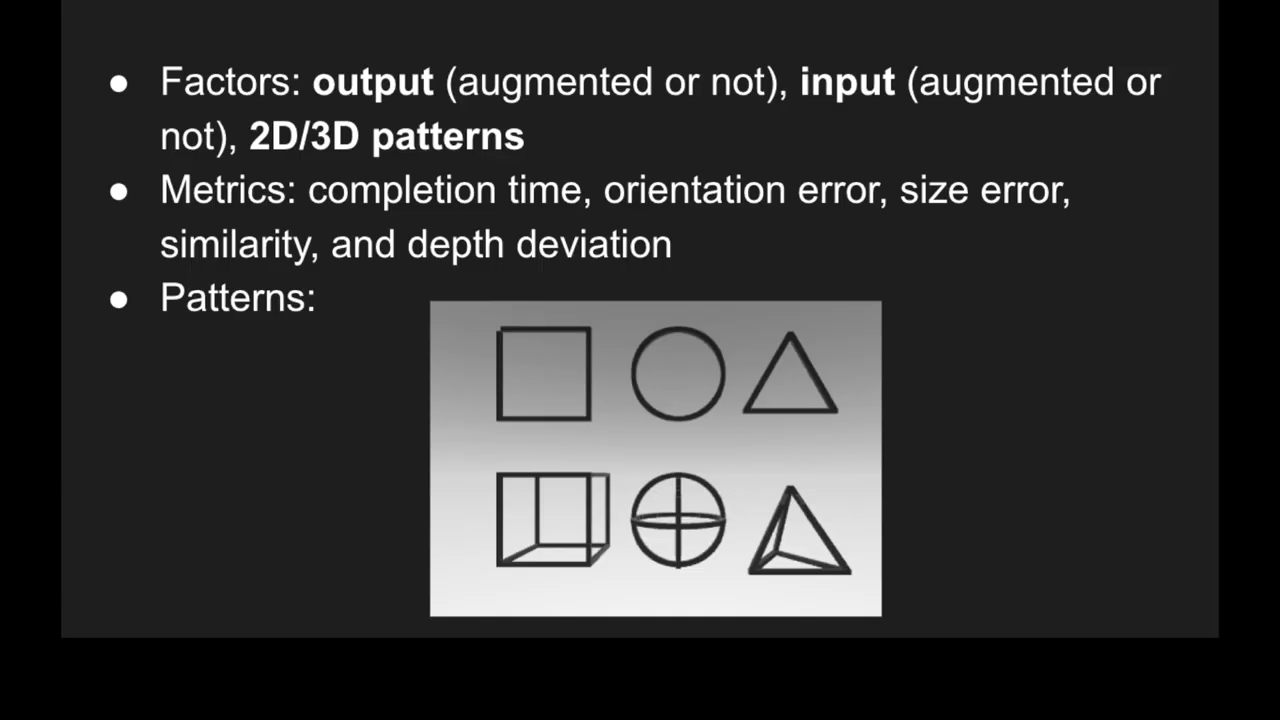 ● Factors: output (augmented or not), input (augmented or
not), 2D/3D patterns
● Metrics: completion time, orientation error, size error,
similarity, and depth deviation
● Patterns: